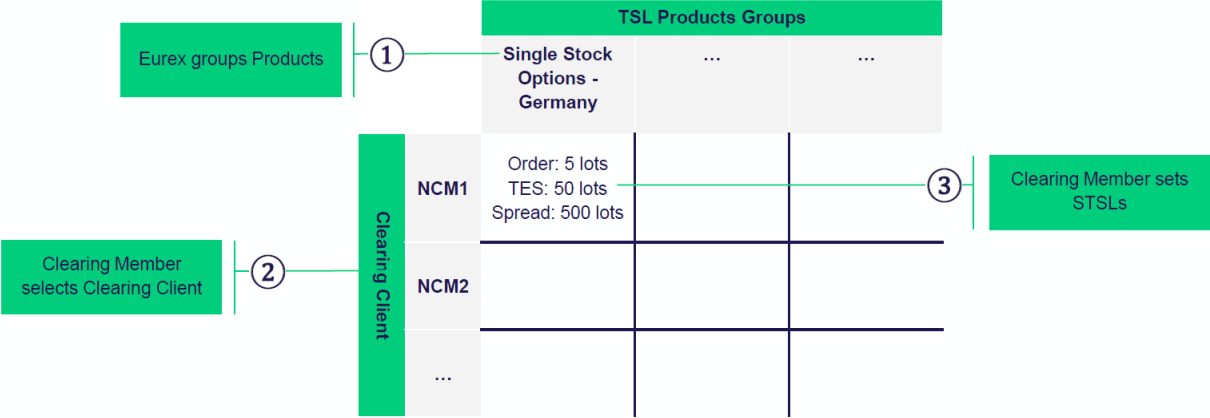 TSL Products Groups
Eurex groups Products
1
Single Stock
Options -
Germany
...
...
Clearing Client
NCM1
Order: 5 lots
TES: 50 lots
Spread: 500 lots
3
Clearing Member sets
STSLs
Clearing Member
selects Clearing Client
2
NCM2
...